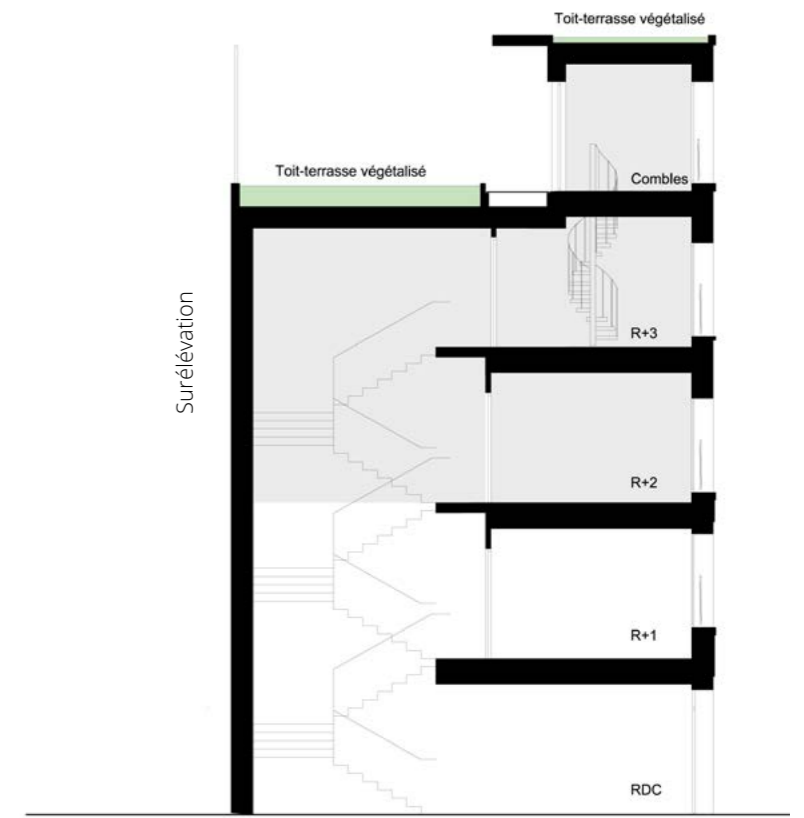 Toit-terrasse végétalisé
Toit-terrasse végétalisé
Combles
Surélévation
R+3
R+2
R+1
RDC